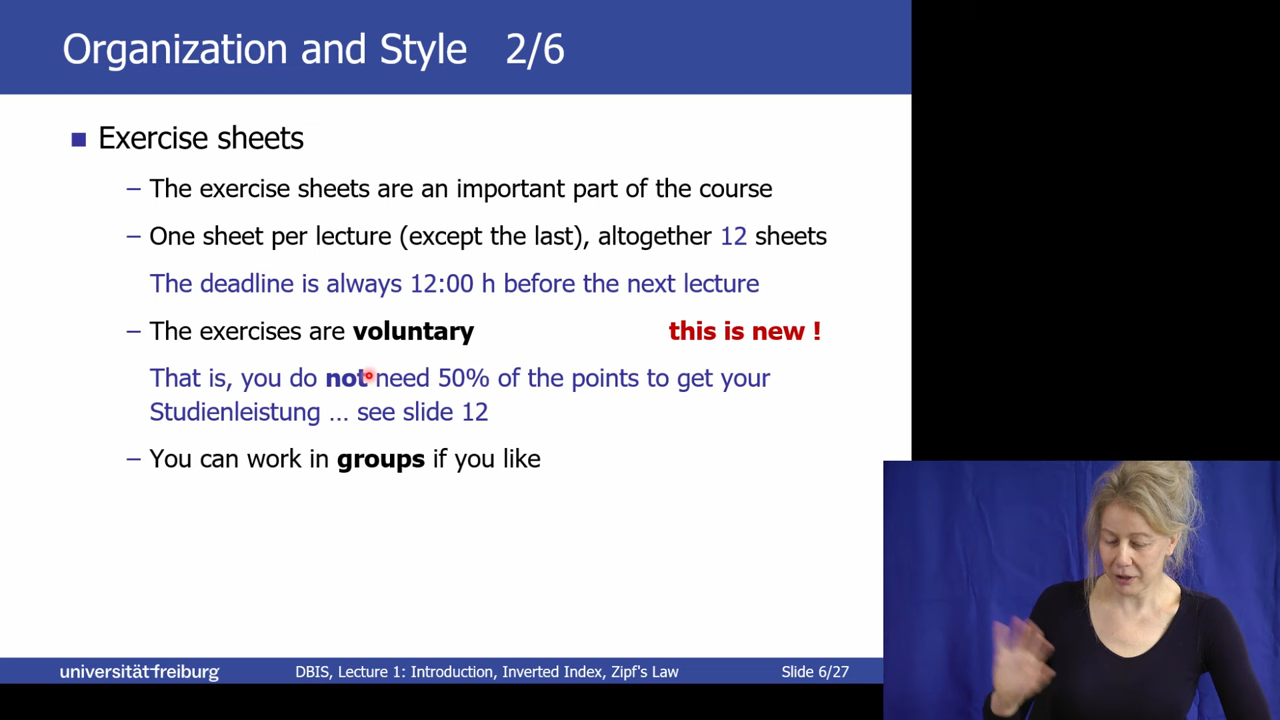 Organization and Style 2/6
Exercise sheets
– The exercise sheets are an important part of the course
– One sheet per lecture (except the last), altogether 12 sheets
The deadline is always 12:00 h before the next lecture
– The exercises are voluntary this is new !
That is, you do not need 50% of the points to get your
Studienleistung … see slide 12
– You can work in groups if you like
universität freiburg DBIS, Lecture 1: Introduction, Inverted Index, Zipf's Law Slide 6/27